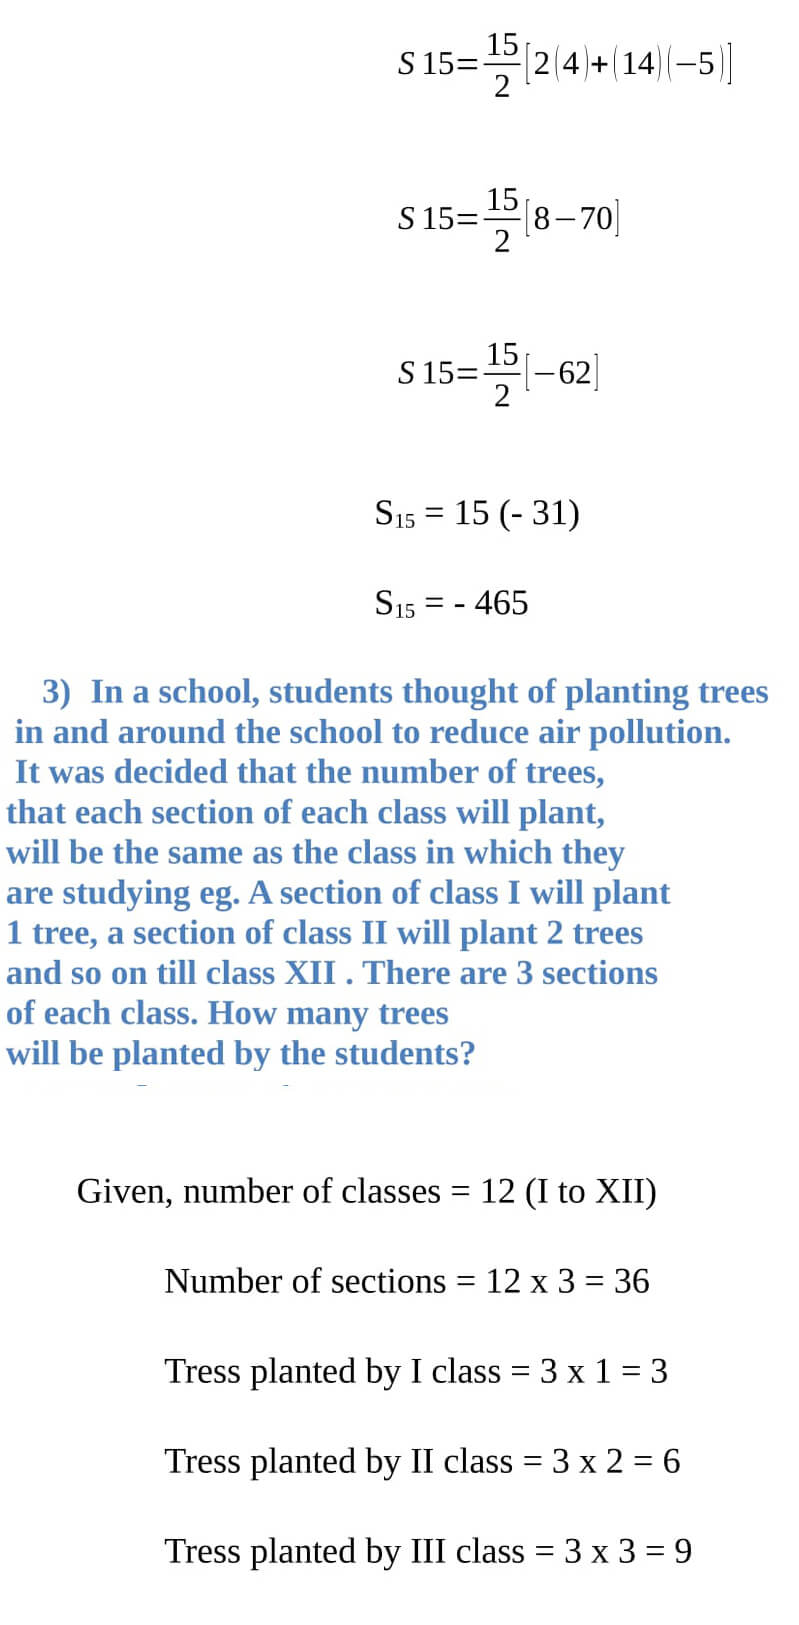 S 15=15/2[2(4)+(14)(−5)]
S 15=15/2[8−70]
S 15=15/2[−62]
S₁₅ = 15 (- 31)
S₁₅ = - 465
3) In a school, students thought of planting trees
in and around the school to reduce air pollution.
It was decided that the number of trees,
that each section of each class will plant,
will be the same as the class in which they
are studying eg. A section of class I will plant
1 tree, a section of class II will plant 2 trees
and so on till class XII . There are 3 sections
of each class. How many trees
will be planted by the students?
Given, number of classes = 12 (I to XII)
Number of sections = 12 x 3 = 36
Tress planted by I class = 3 x 1 = 3
Tress planted by II class = 3 x 2 = 6
Tress planted by III class = 3 x 3 = 9